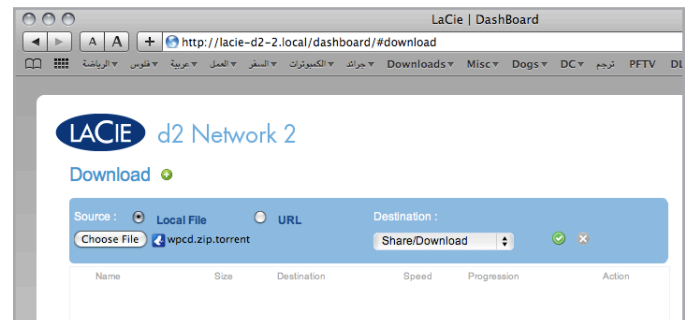 LaCie | DashBoard
A A + http://lacie-d2-2.local/dashboard/#download
الرياضة فلوس عربية العمل السفر الكمبيوترات جرائد Downloads Misc Dogs DC ترجم PFTV DL
LACIE d2 Network 2
Download
Source : Local File URL Destination :
Choose File wpcd.zip.torrent Share/Download
Name Size Destination Speed Progression Action